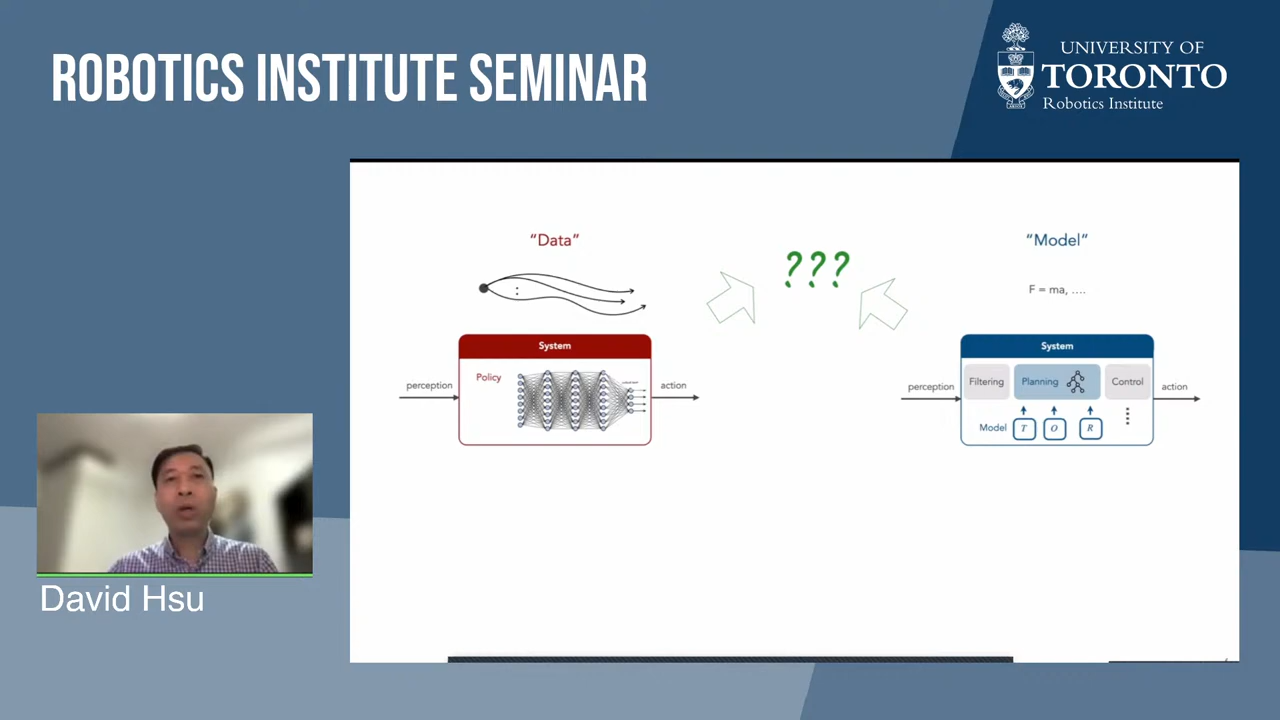 ROBOTICS INSTITUTE SEMINAR
UNIVERSITY OF
TORONTO
Robotics Institute
"Data"
???
"Model"
F = ma, ....
System
Policy
perception
action
System
Filtering
Planning
Control
Model
T
O
R
perception
action
David Hsu